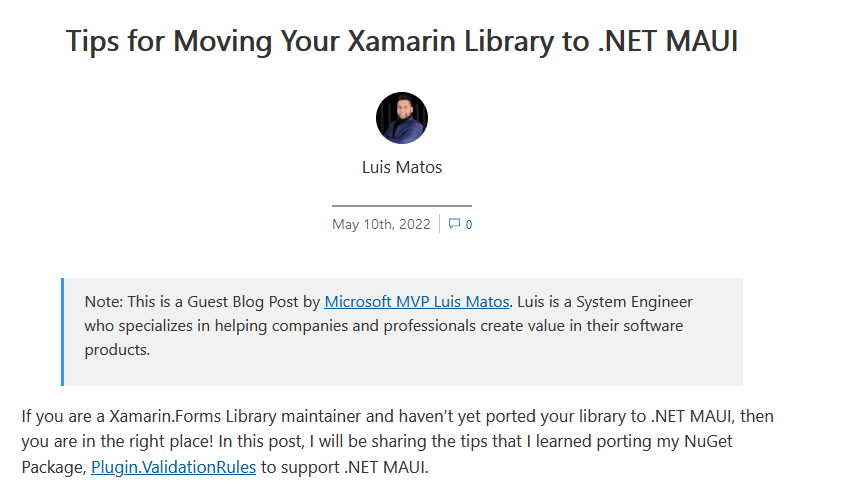 Tips for Moving Your Xamarin Library to .NET MAUI
Luis Matos
May 10th, 2022 0
Note: This is a Guest Blog Post by Microsoft MVP Luis Matos. Luis is a System Engineer
who specializes in helping companies and professionals create value in their software
products.
If you are a Xamarin.Forms Library maintainer and haven’t yet ported your library to .NET MAUI, then
you are in the right place! In this post, I will be sharing the tips that I learned porting my NuGet
Package, Plugin.ValidationRules to support .NET MAUI.